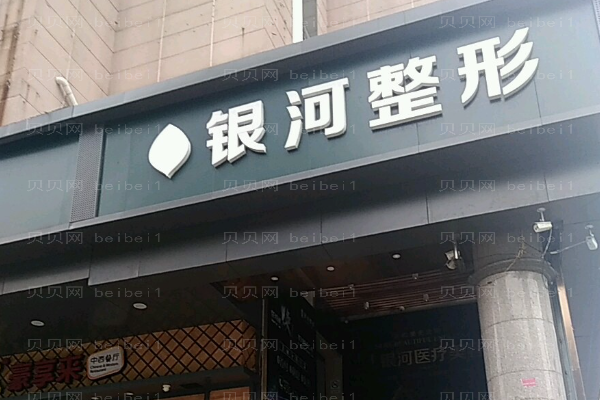 银河整形
银河医疗美
豪享来
中西餐厅
贝贝网 beibei1